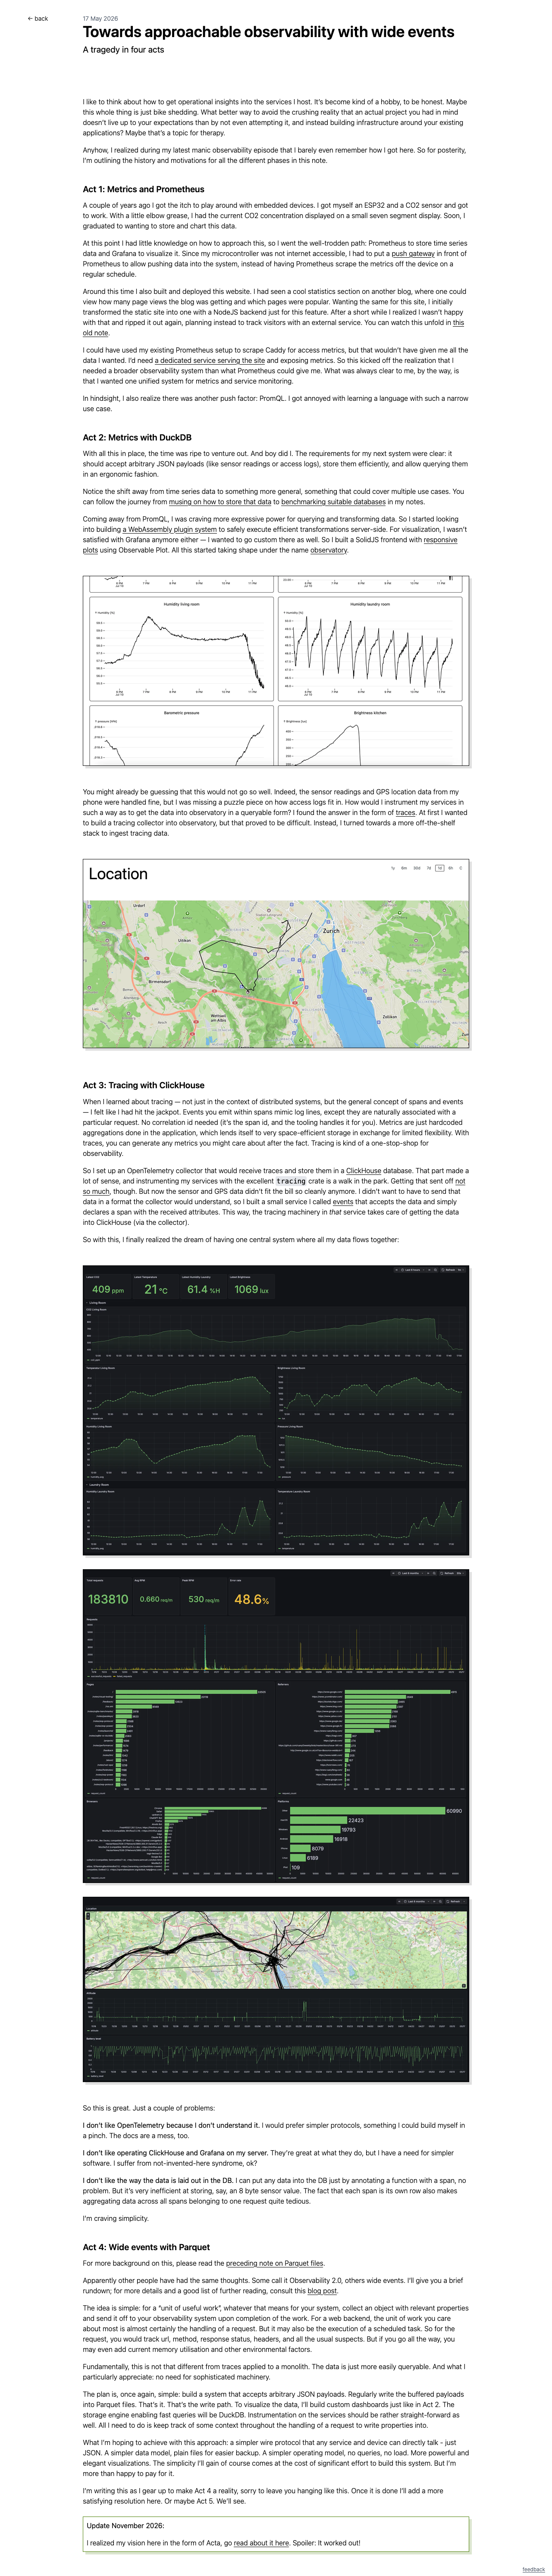 ← back
17 May 2026
Towards approachable observability with wide events
A tragedy in four acts
I like to think about how to get operational insights into the services I host. It's become kind of a hobby, to be honest. Maybe
this whole thing is just bike shedding. What better way to avoid the crushing reality that an actual project you had in mind
doesn't live up to your expectations than by not even attempting it, and instead building infrastructure around your existing
applications? Maybe that's a topic for therapy.
Anyhow, I realized during my latest manic observability episode that I barely even remember how I got here. So for posterity,
I'm outlining the history and motivations for all the different phases in this note.
Act 1: Metrics and Prometheus
A couple of years ago I got the itch to play around with embedded devices. I got myself an ESP32 and a CO2 sensor and got
to work. With a little elbow grease, I had the current CO2 concentration displayed on a small seven segment display. Soon, I
graduated to wanting to store and chart this data.
At this point I had little knowledge on how to approach this, so I went the well-trodden path: Prometheus to store time series
data and Grafana to visualize it. Since my microcontroller was not internet accessible, I had to put a push gateway in front of
Prometheus to allow pushing data into the system, instead of having Prometheus scrape the metrics off the device on a
regular schedule.
Around this time I also built and deployed this website. I had seen a cool statistics section on another blog, where one could
view how many page views the blog was getting and which pages were popular. Wanting the same for this site, I initially
transformed the static site into one with a NodeJS backend just for this feature. After a short while I realized I wasn't happy
with that and ripped it out again, planning instead to track visitors with an external service. You can watch this unfold in this
old note.
I could have used my existing Prometheus setup to scrape Caddy for access metrics, but that wouldn't have given me all the
data I wanted. I'd need a dedicated service serving the site and exposing metrics. So this kicked off the realization that I
needed a broader observability system than what Prometheus could give me. What was always clear to me, by the way, is
that I wanted one unified system for metrics and service monitoring.
In hindsight, I also realize there was another push factor: PromQL. I got annoyed with learning a language with such a narrow
use case.
Act 2: Metrics with DuckDB
With all this in place, the time was ripe to venture out. And boy did I. The requirements for my next system were clear: it
should accept arbitrary JSON payloads (like sensor readings or access logs), store them efficiently, and allow querying them
in an ergonomic fashion.
Notice the shift away from time series data to something more general, something that could cover multiple use cases. You
can follow the journey from musing on how to store that data to benchmarking suitable databases in my notes.
Coming away from PromQL, I was craving more expressive power for querying and transforming data. So I started looking
into building a WebAssembly plugin system to safely execute efficient transformations server-side. For visualization, I wasn't
satisfied with Grafana anymore either — I wanted to go custom there as well. So I built a SolidJS frontend with responsive
plots using Observable Plot. All this started taking shape under the name observatory.
Humidity living room
Humidity laundry room
Barometric pressure
Brightness kitchen
You might already be guessing that this would not go so well. Indeed, the sensor readings and GPS location data from my
phone were handled fine, but I was missing a puzzle piece on how access logs fit in. How would I instrument my services in
such a way as to get the data into observatory in a queryable form? I found the answer in the form of traces. At first I wanted
to build a tracing collector into observatory, but that proved to be difficult. Instead, I turned towards a more off-the-shelf
stack to ingest tracing data.
Location
Zurich
Act 3: Tracing with ClickHouse
When I learned about tracing — not just in the context of distributed systems, but the general concept of spans and events
— I felt like I had hit the jackpot. Events you emit within spans mimic log lines, except they are naturally associated with a
particular request. No correlation id needed (it's the span id, and the tooling handles it for you). Metrics are just hardcoded
aggregations done in the application, which lends itself to very space-efficient storage in exchange for limited flexibility. With
traces, you can generate any metrics you might care about after the fact. Tracing is kind of a one-stop-shop for
observability.
So I set up an OpenTelemetry collector that would receive traces and store them in a ClickHouse database. That part made a
lot of sense, and instrumenting my services with the excellent tracing crate is a walk in the park. Getting that sent off not
so much, though. But now the sensor and GPS data didn't fit the bill so cleanly anymore. I didn't want to have to send that
data in a format the collector would understand, so I built a small service I called events that accepts the data and simply
declares a span with the received attributes. This way, the tracing machinery in that service takes care of getting the data
into ClickHouse (via the collector).
So with this, I finally realized the dream of having one central system where all my data flows together:
409 ppm
21 °C
61.4 %H
1069 lux
183810
0.660 req/m
530 req/m
48.6%
60990
22423
19793
16918
8079
6169
109
So this is great. Just a couple of problems:
I don't like OpenTelemetry because I don't understand it. I would prefer simpler protocols, something I could build myself in
a pinch. The docs are a mess, too.
I don't like operating ClickHouse and Grafana on my server. They're great at what they do, but I have a need for simpler
software. I suffer from not-invented-here syndrome, ok?
I don't like the way the data is laid out in the DB. I can put any data into the DB just by annotating a function with a span, no
problem. But it's very inefficient at storing, say, an 8 byte sensor value. The fact that each span is its own row also makes
aggregating data across all spans belonging to one request quite tedious.
I'm craving simplicity.
Act 4: Wide events with Parquet
For more background on this, please read the preceding note on Parquet files.
Apparently other people have had the same thoughts. Some call it Observability 2.0, others wide events. I'll give you a brief
rundown; for more details and a good list of further reading, consult this blog post.
The idea is simple: for a "unit of useful work", whatever that means for your system, collect an object with relevant properties
and send it off to your observability system upon completion of the work. For a web backend, the unit of work you care
about most is almost certainly the handling of a request. But it may also be the execution of a scheduled task. So for the
request, you would track url, method, response status, headers, and all the usual suspects. But if you go all the way, you
may even add current memory utilisation and other environmental factors.
Fundamentally, this is not that different from traces applied to a monolith. The data is just more easily queryable. And what I
particularly appreciate: no need for sophisticated machinery.
The plan is, once again, simple: build a system that accepts arbitrary JSON payloads. Regularly write the buffered payloads
into Parquet files. That's it. That's the write path. To visualize the data, I'll build custom dashboards just like in Act 2. The
storage engine enabling fast queries will be DuckDB. Instrumentation on the services should be rather straight-forward as
well. All I need to do is keep track of some context throughout the handling of a request to write properties into.
What I'm hoping to achieve with this approach: a simpler wire protocol that any service and device can directly talk - just
JSON. A simpler data model, plain files for easier backup. A simpler operating model, no queries, no load. More powerful and
elegant visualizations. The simplicity I'll gain of course comes at the cost of significant effort to build this system. But I'm
more than happy to pay for it.
I'm writing this as I gear up to make Act 4 a reality, sorry to leave you hanging like this. Once it is done I'll add a more
satisfying resolution here. Or maybe Act 5. We'll see.
Update November 2026:
I realized my vision here in the form of Acta, go read about it here. Spoiler: It worked out!
feedback